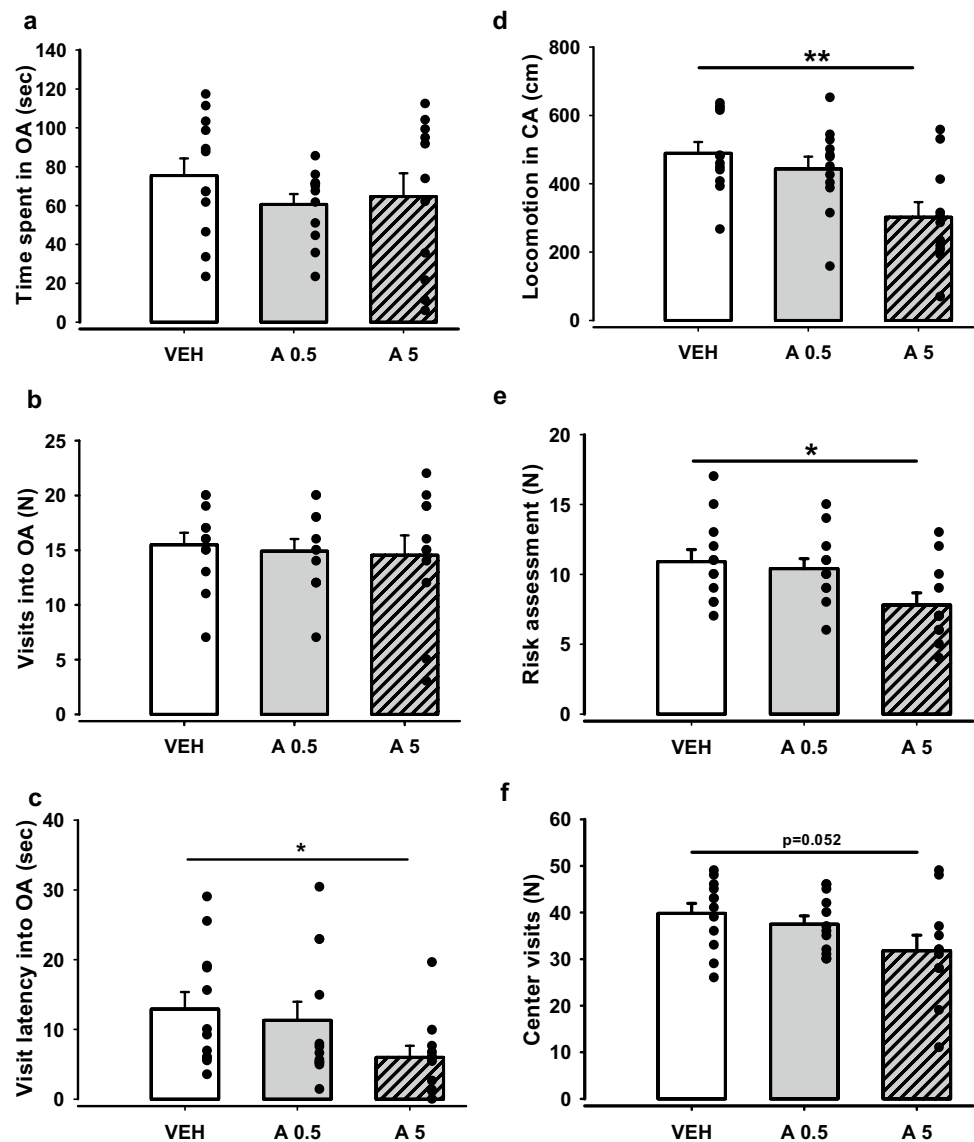 a
Time spent in OA (sec)
140
120
100
80
60
40
20
0
VEH A 0.5 A 5
b
Visits into OA (N)
25
20
15
10
5
0
VEH A 0.5 A 5
c
Visit latency into OA (sec)
40
30
20
10
0
*
VEH A 0.5 A 5
d
Locomotion in CA (cm)
800
600
400
200
0
**
VEH A 0.5 A 5
e
Risk assessment (N)
20
15
10
5
0
*
VEH A 0.5 A 5
f
Center visits (N)
60
50
40
30
20
10
0
p=0.052
VEH A 0.5 A 5